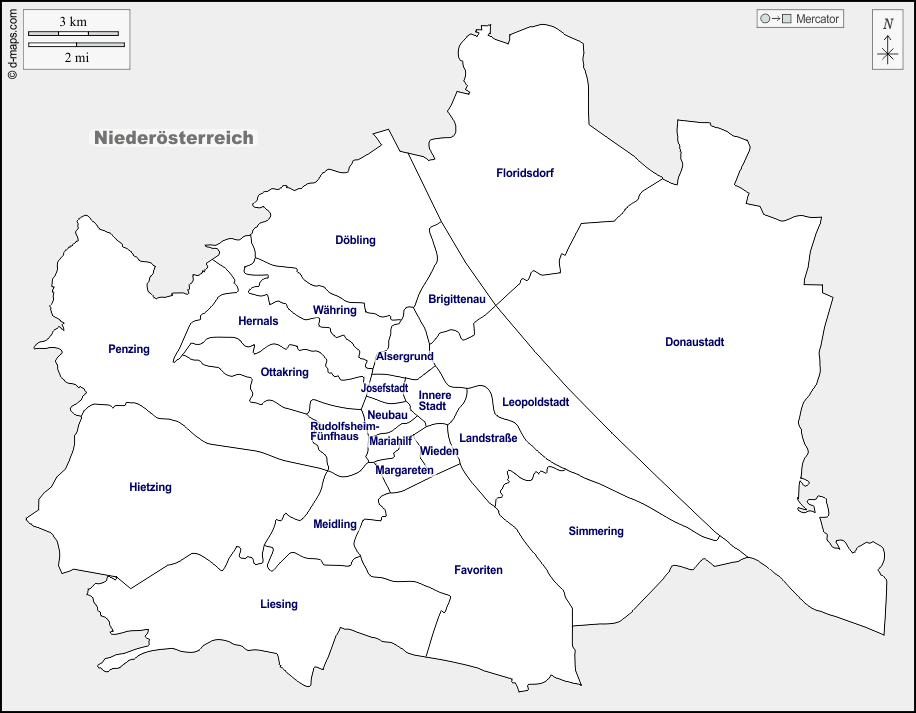 © d-maps.com
3 km
2 mi
Mercator
N
Niederösterreich
Floridsdorf
Döbling
Brigittenau
Währing
Hernals
Donaustadt
Penzing
Alsergrund
Ottakring
Josefstadt
Innere
Stadt
Leopoldstadt
Neubau
Rudolfsheim-
Fünfhaus
Mariahilf
Landstraße
Wieden
Margareten
Hietzing
Meidling
Simmering
Favoriten
Liesing